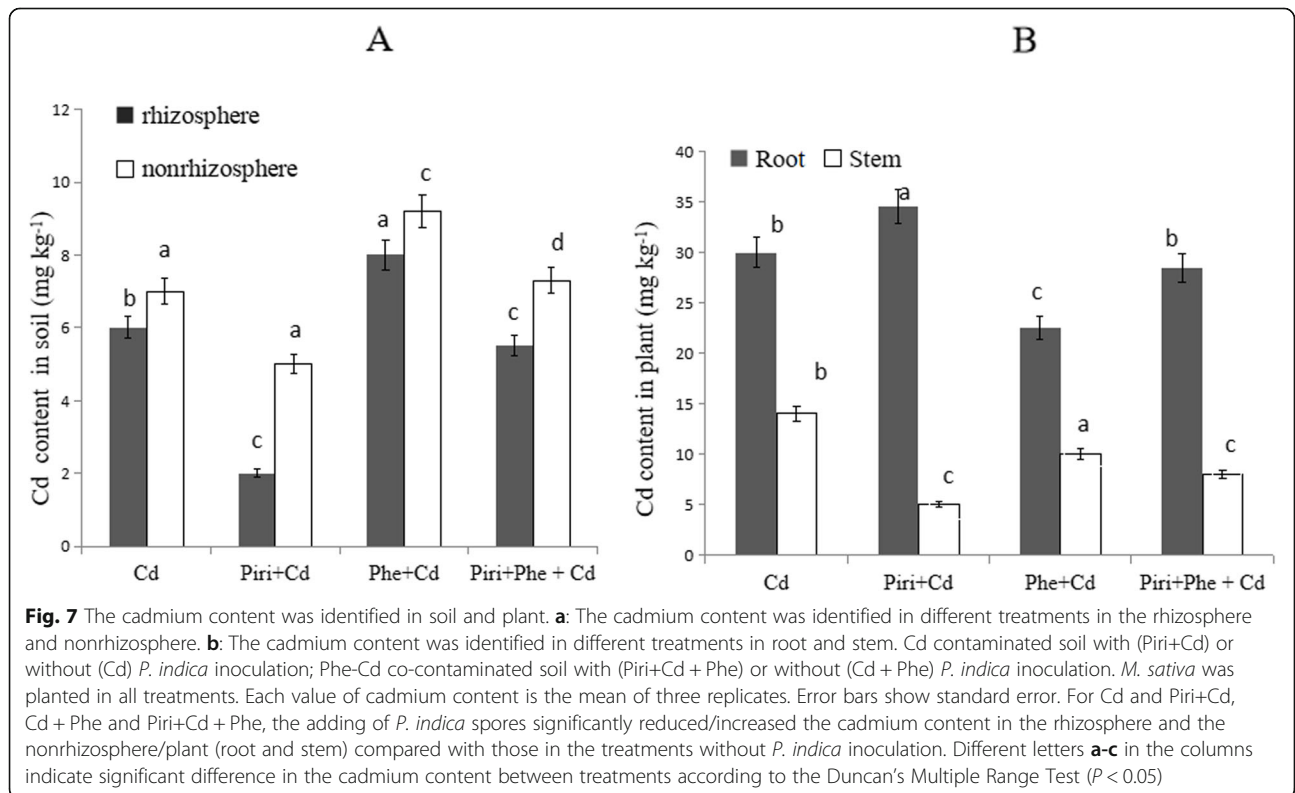 A
B
Cd content in soil (mg kg⁻¹)
12
10
8
6
4
2
0
rhizosphere
nonrhizosphere
b
a
c
a
a
c
c
d
Cd
Piri+Cd
Phe+Cd
Piri+Phe + Cd
Cd content in plant (mg kg⁻¹)
40
35
30
25
20
15
10
5
0
Root Stem
b
b
a
c
c
a
b
c
Cd
Piri+Cd
Phe+Cd
Piri+Phe + Cd
Fig. 7 The cadmium content was identified in soil and plant. a: The cadmium content was identified in different treatments in the rhizosphere
and nonrhizosphere. b: The cadmium content was identified in different treatments in root and stem. Cd contaminated soil with (Piri+Cd) or
without (Cd) P. indica inoculation; Phe-Cd co-contaminated soil with (Piri+Cd + Phe) or without (Cd + Phe) P. indica inoculation. M. sativa was
planted in all treatments. Each value of cadmium content is the mean of three replicates. Error bars show standard error. For Cd and Piri+Cd,
Cd + Phe and Piri+Cd + Phe, the adding of P. indica spores significantly reduced/increased the cadmium content in the rhizosphere and the
nonrhizosphere/plant (root and stem) compared with those in the treatments without P. indica inoculation. Different letters a-c in the columns
indicate significant difference in the cadmium content between treatments according to the Duncan's Multiple Range Test (P < 0.05)